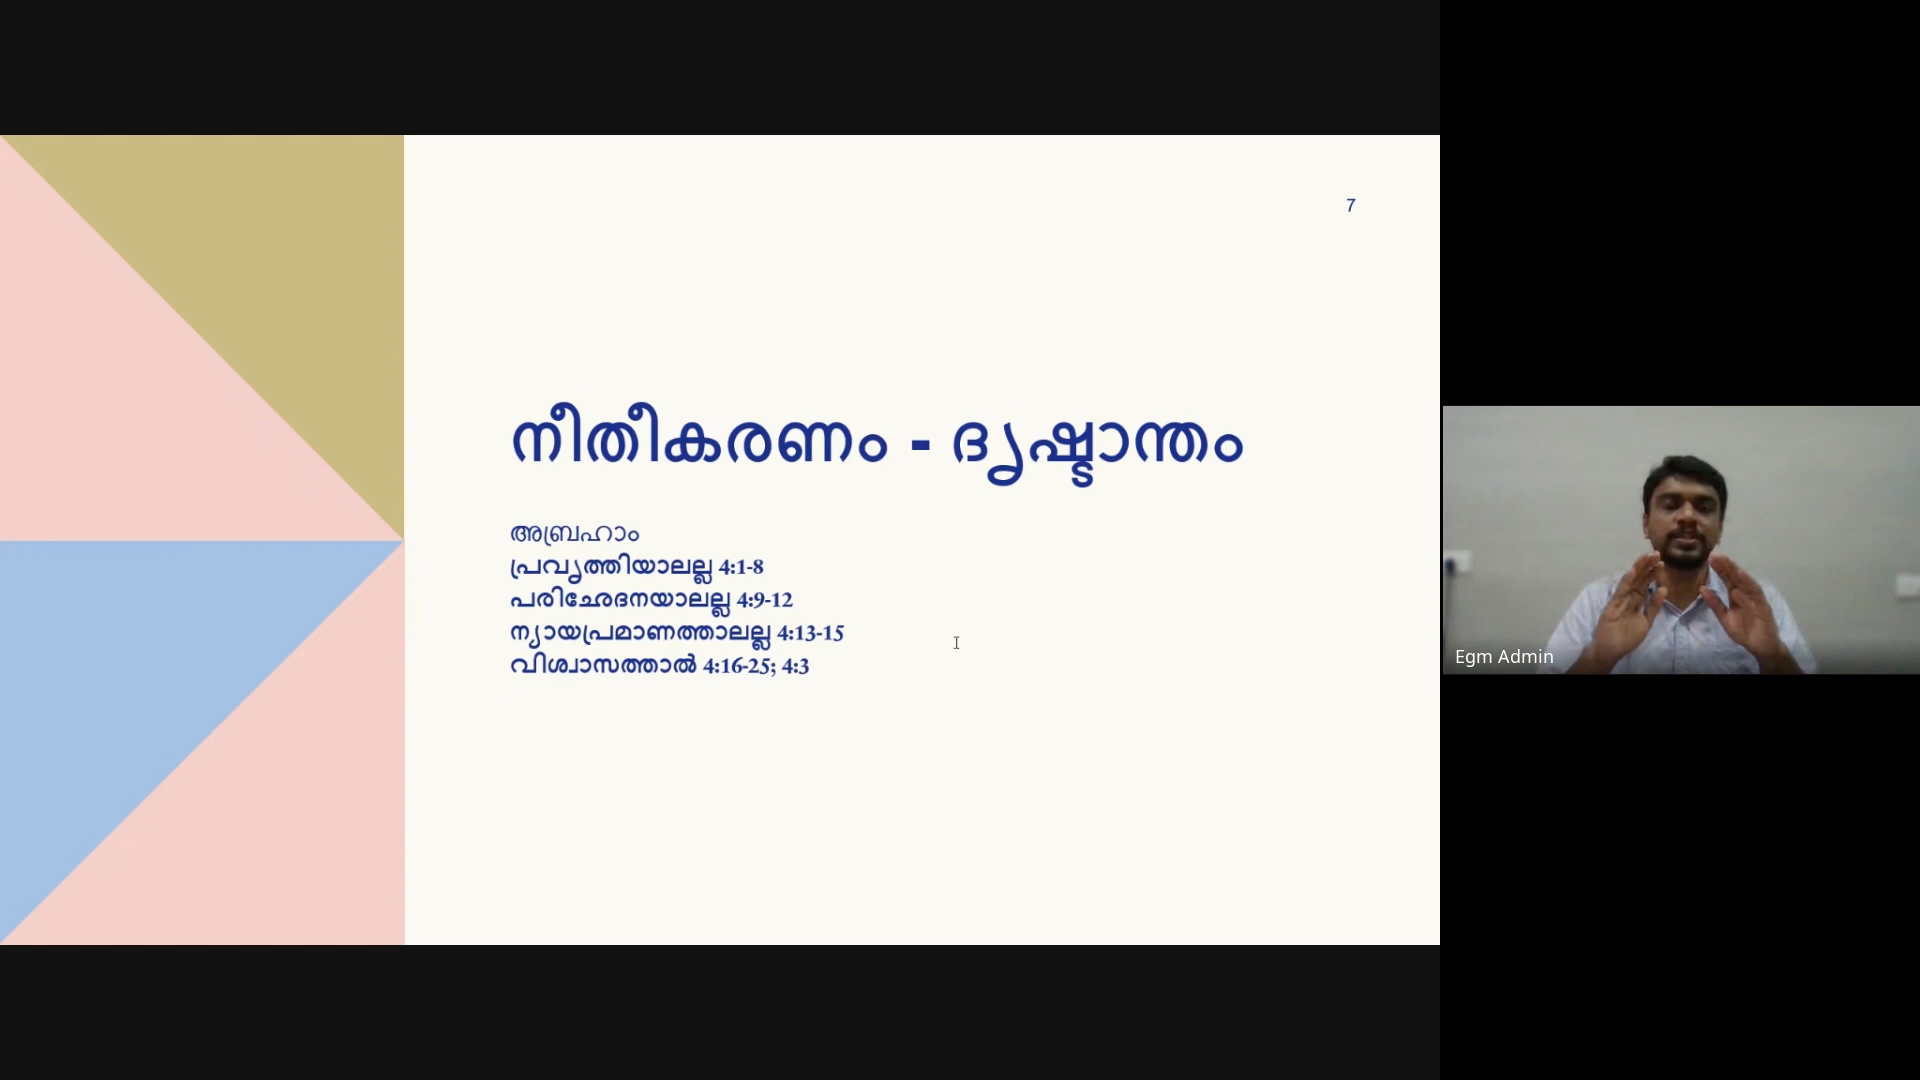 7
നീതീകരണം - ദൃഷ്ടാന്തം
അബ്രഹാം
പ്രവൃത്തിയാലല്ല 4:1-8
പരിഛേദനയാലല്ല 4:9-12
ന്യായപ്രമാണത്താലല്ല 4:13-15
വിശ്വാസത്താൽ 4:16-25; 4:3
Egm Admin